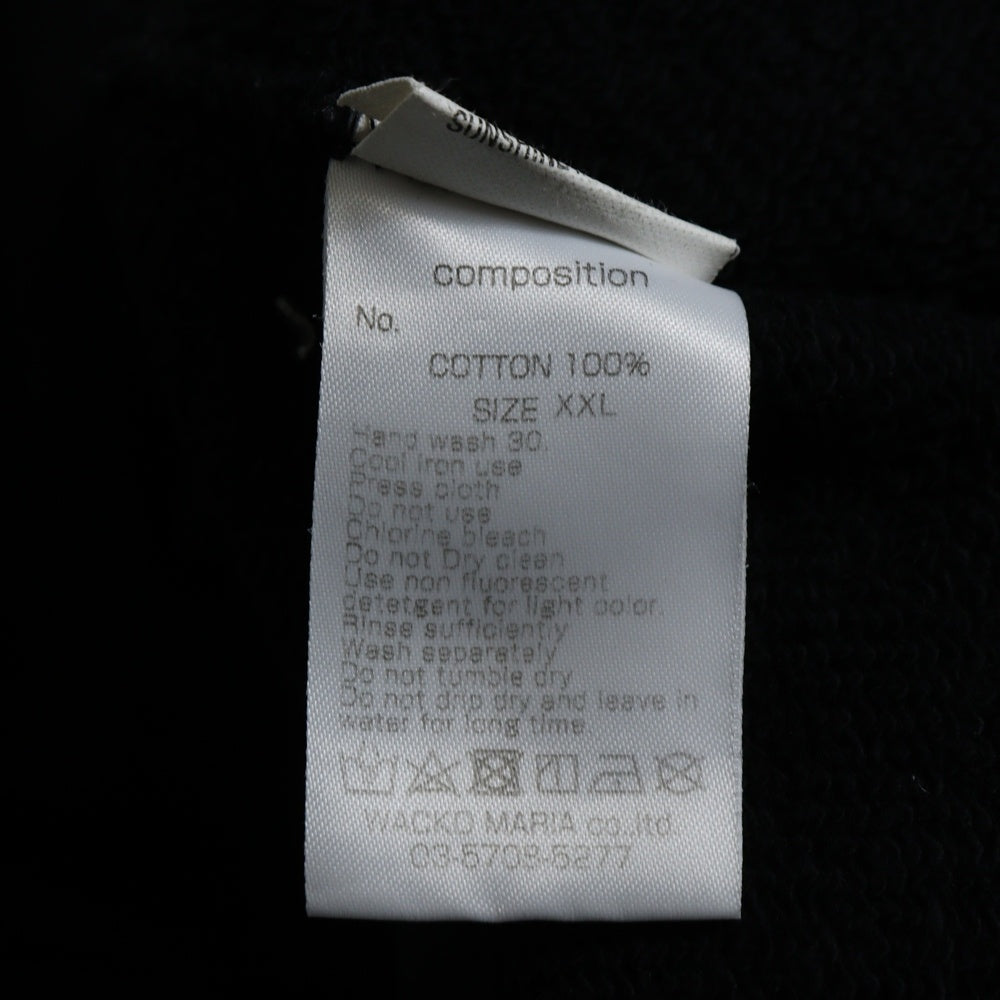 composition
No.
COTTON 100%
SIZE XXL
Hand wash 30.
Cool iron use
Press cloth
Do not use
Chlorine bleach
Do not Dry clean
Use non fluorescent
detetgent for light color.
Rinse sufficiently
Wash separately
Do not tumble dry
Do not drip dry and leave in
water for long time
WACKO MARIA co.,ltd.
03-5708-5277